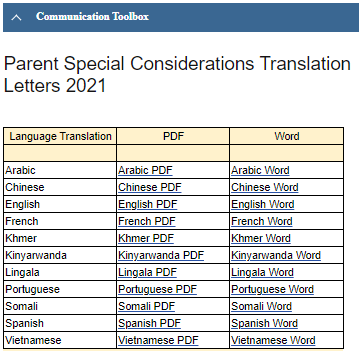 Communication Toolbox
Parent Special Considerations Translation
Letters 2021
Language Translation PDF Word
Arabic Arabic PDF Arabic Word
Chinese Chinese PDF Chinese Word
English English PDF English Word
French French PDF French Word
Khmer Khmer PDF Khmer Word
Kinyarwanda Kinyarwanda PDF Kinyarwanda Word
Lingala Lingala PDF Lingala Word
Portuguese Portuguese PDF Portuguese Word
Somali Somali PDF Somali Word
Spanish Spanish PDF Spanish Word
Vietnamese Vietnamese PDF Vietnamese Word